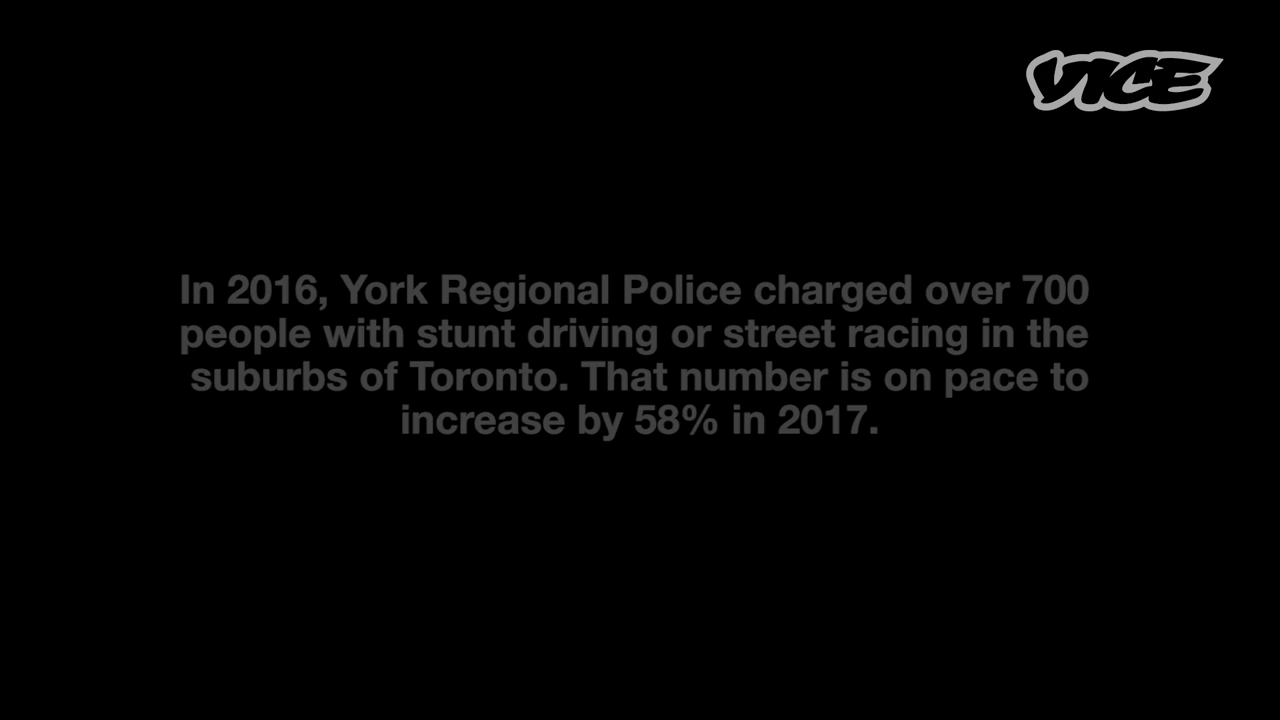 VICE
In 2016, York Regional Police charged over 700
people with stunt driving or street racing in the
suburbs of Toronto. That number is on pace to
increase by 58% in 2017.